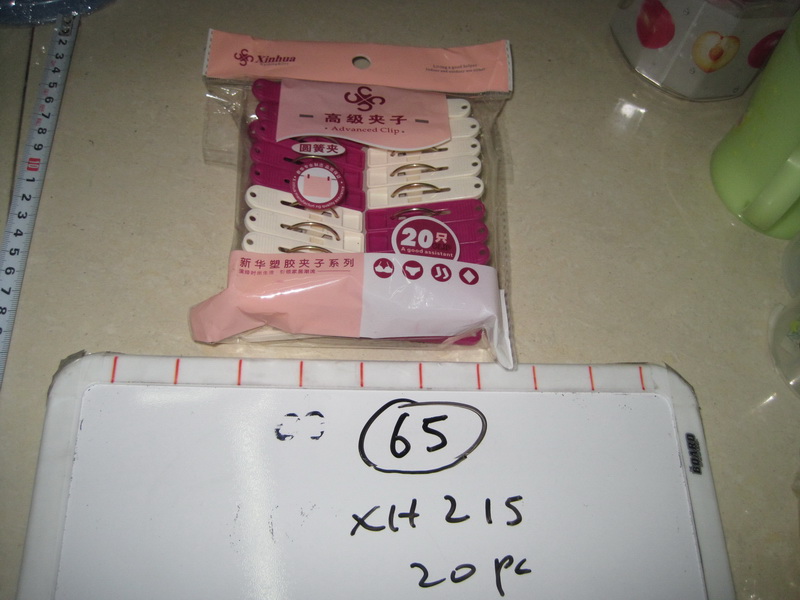 Xinhua
高级夹子
Advanced Clip
圆簧夹
20只
A good assistant
新华塑胶夹子系列
65
XH 215
20 pc
BOARD